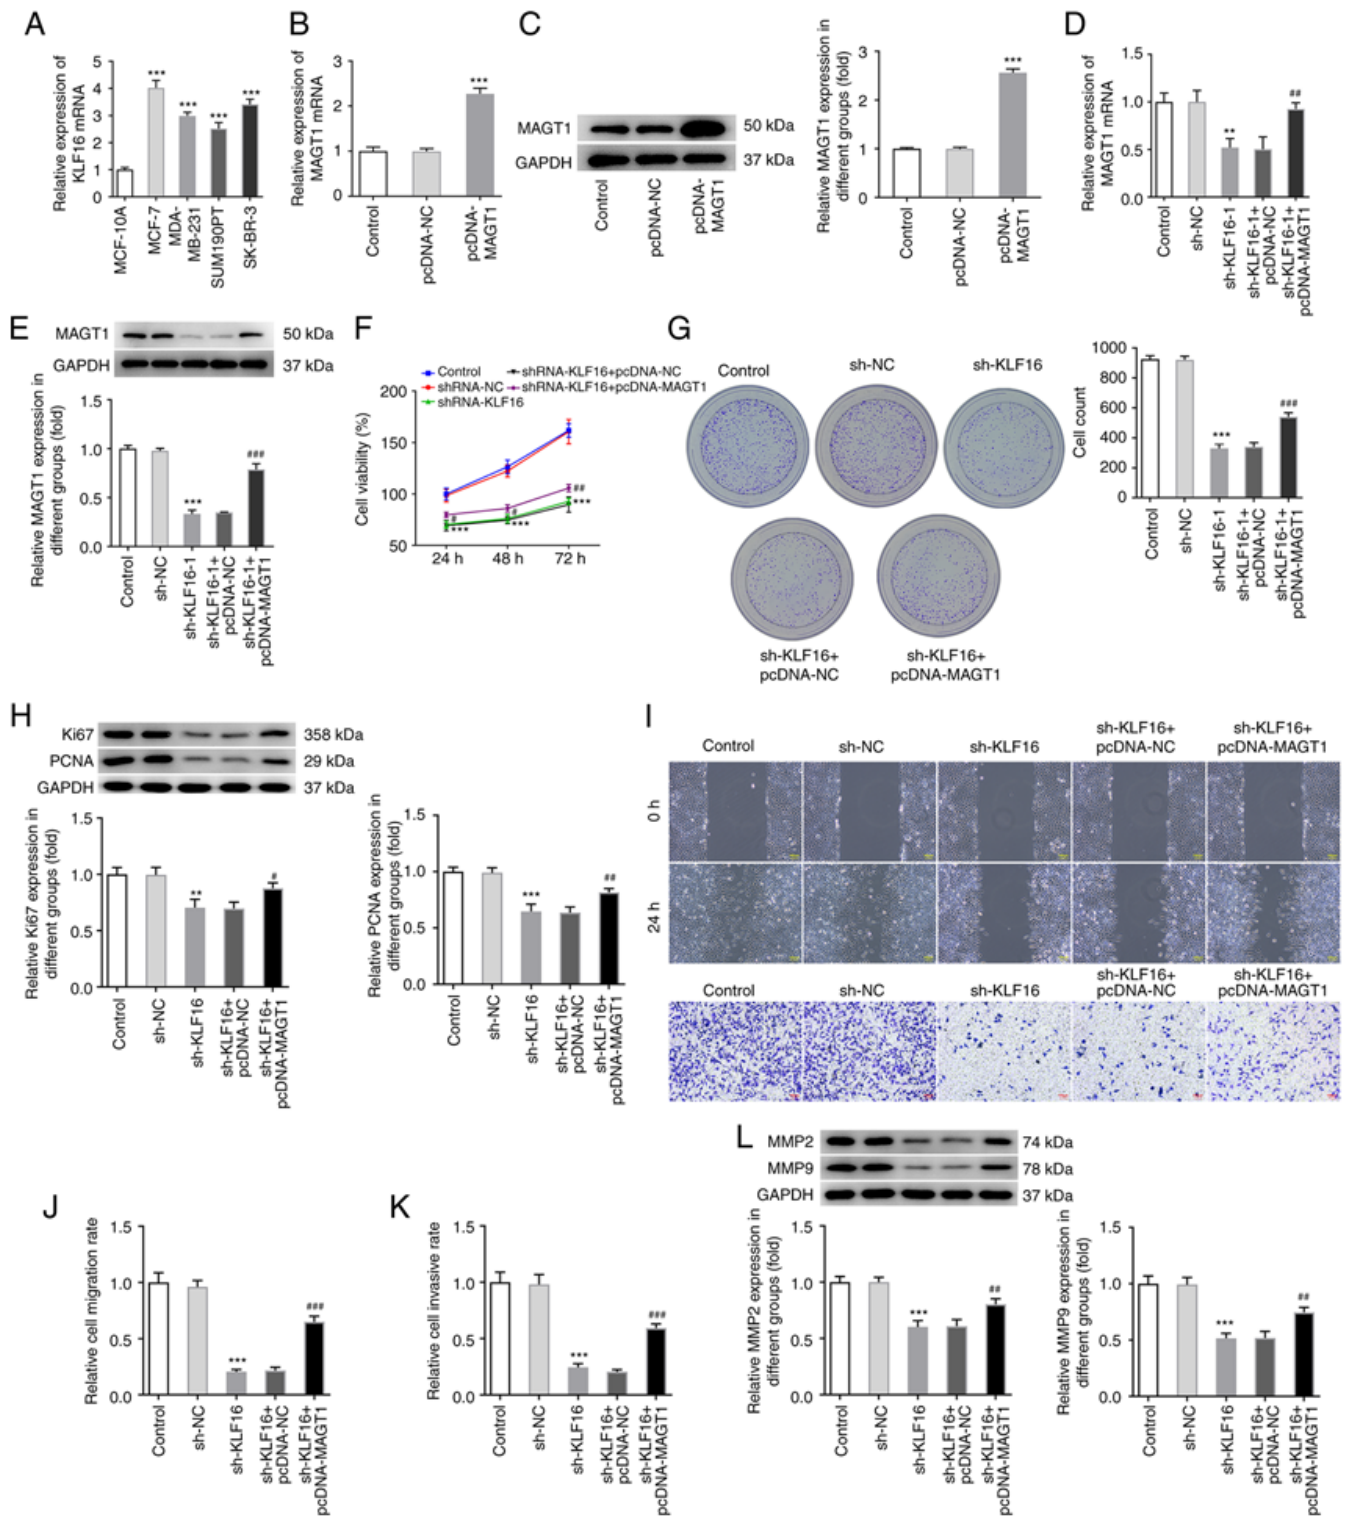 A
Relative expression of
KLF16 mRNA
5
4
3
2
1
0
***
***
***
***
MCF-10A
MCF-7
MDA-
MB-231
SUM190PT
SK-BR-3
B
Relative expression of
MAGT1 mRNA
3
2
1
0
***
Control
pcDNA-NC
pcDNA-
MAGT1
C
MAGT1
50 kDa
GAPDH
37 kDa
Control
pcDNA-NC
pcDNA-
MAGT1
Relative MAGT1 expression in
different groups (fold)
3
2
1
0
***
Control
pcDNA-NC
pcDNA-
MAGT1
D
Relative expression of
MAGT1 mRNA
1.5
1.0
0.5
0.0
**
##
Control
sh-NC
sh-KLF16-1
sh-KLF16-1+
pcDNA-NC
sh-KLF16-1+
pcDNA-MAGT1
E
MAGT1
50 kDa
GAPDH
37 kDa
Relative MAGT1 expression in
different groups (fold)
1.5
1.0
0.5
0.0
***
###
Control
sh-NC
sh-KLF16-1
sh-KLF16-1+
pcDNA-NC
sh-KLF16-1+
pcDNA-MAGT1
F
Control
shRNA-KLF16+pcDNA-NC
shRNA-NC
shRNA-KLF16+pcDNA-MAGT1
shRNA-KLF16
Cell viability (%)
200
150
100
50
#
***
#
***
##
***
24 h
48 h
72 h
G
Control
sh-NC
sh-KLF16
sh-KLF16+
pcDNA-NC
sh-KLF16+
pcDNA-MAGT1
Cell count
1000
800
600
400
200
0
***
###
Control
sh-NC
sh-KLF16-1
sh-KLF16-1+
pcDNA-NC
sh-KLF16-1+
pcDNA-MAGT1
H
Ki67
358 kDa
PCNA
29 kDa
GAPDH
37 kDa
Relative Ki67 expression in
different groups (fold)
1.5
1.0
0.5
0.0
**
#
Control
sh-NC
sh-KLF16
sh-KLF16+
pcDNA-NC
sh-KLF16+
pcDNA-MAGT1
Relative PCNA expression in
different groups (fold)
1.5
1.0
0.5
0.0
***
##
Control
sh-NC
sh-KLF16
sh-KLF16+
pcDNA-NC
sh-KLF16+
pcDNA-MAGT1
I
Control
sh-NC
sh-KLF16
sh-KLF16+
pcDNA-NC
sh-KLF16+
pcDNA-MAGT1
0 h
24 h
Control
sh-NC
sh-KLF16
sh-KLF16+
pcDNA-NC
sh-KLF16+
pcDNA-MAGT1
J
Relative cell migration rate
1.5
1.0
0.5
0.0
***
###
Control
sh-NC
sh-KLF16
sh-KLF16+
pcDNA-NC
sh-KLF16+
pcDNA-MAGT1
K
Relative cell invasive rate
1.5
1.0
0.5
0.0
***
###
Control
sh-NC
sh-KLF16
sh-KLF16+
pcDNA-NC
sh-KLF16+
pcDNA-MAGT1
L
MMP2
74 kDa
MMP9
78 kDa
GAPDH
37 kDa
Relative MMP2 expression in
different groups (fold)
1.5
1.0
0.5
0.0
***
##
Control
sh-NC
sh-KLF16
sh-KLF16+
pcDNA-NC
sh-KLF16+
pcDNA-MAGT1
Relative MMP9 expression in
different groups (fold)
1.5
1.0
0.5
0.0
***
##
Control
sh-NC
sh-KLF16
sh-KLF16+
pcDNA-NC
sh-KLF16+
pcDNA-MAGT1